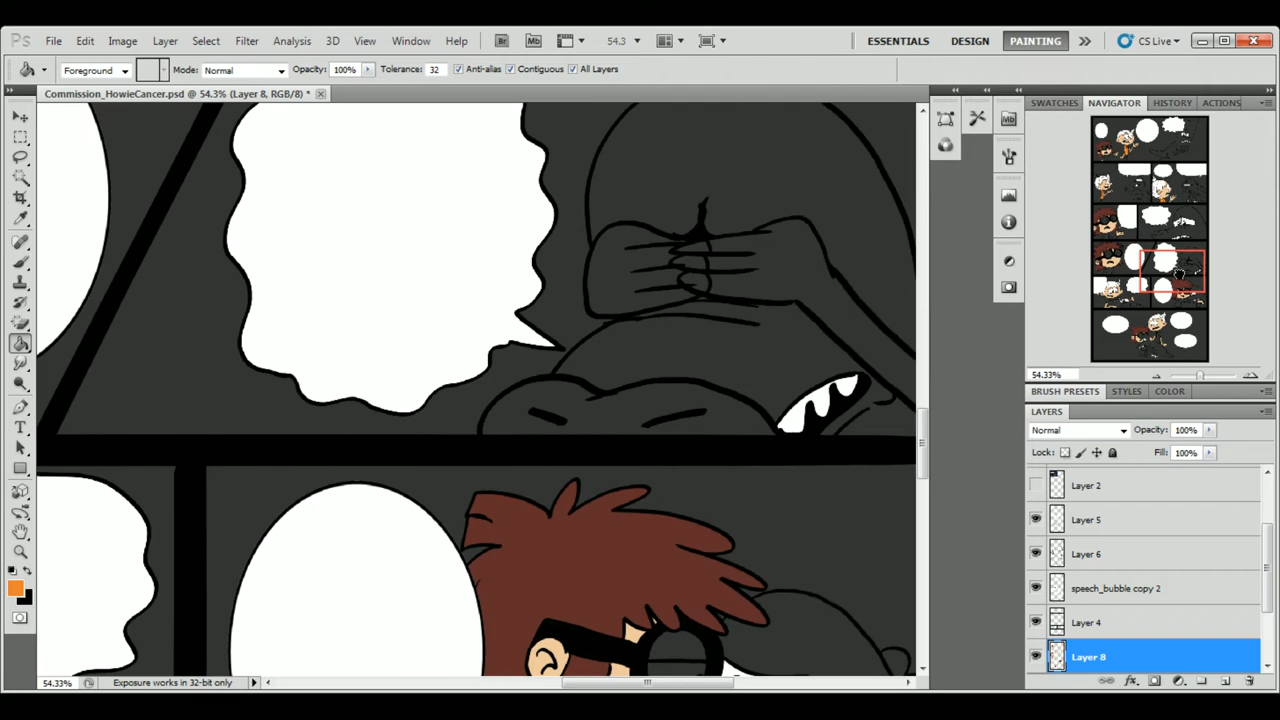 Ps File Edit Image Layer Select Filter Analysis 3D View Window Help Br Mb 54.3 ESSENTIALS DESIGN PAINTING CS Live
Foreground Mode: Normal Opacity: 100% Tolerance: 32 Anti-alias Contiguous All Layers
Commission_HowieCancer.psd @ 54.3% (Layer 8, RGB/8) *
SWATCHES NAVIGATOR HISTORY ACTIONS
Mb
54.33%
BRUSH PRESETS STYLES COLOR
LAYERS
Normal Opacity: 100%
Lock: Fill: 100%
Layer 2
Layer 5
Layer 6
speech_bubble copy 2
Layer 4
Layer 8
54.33% Exposure works in 32-bit only